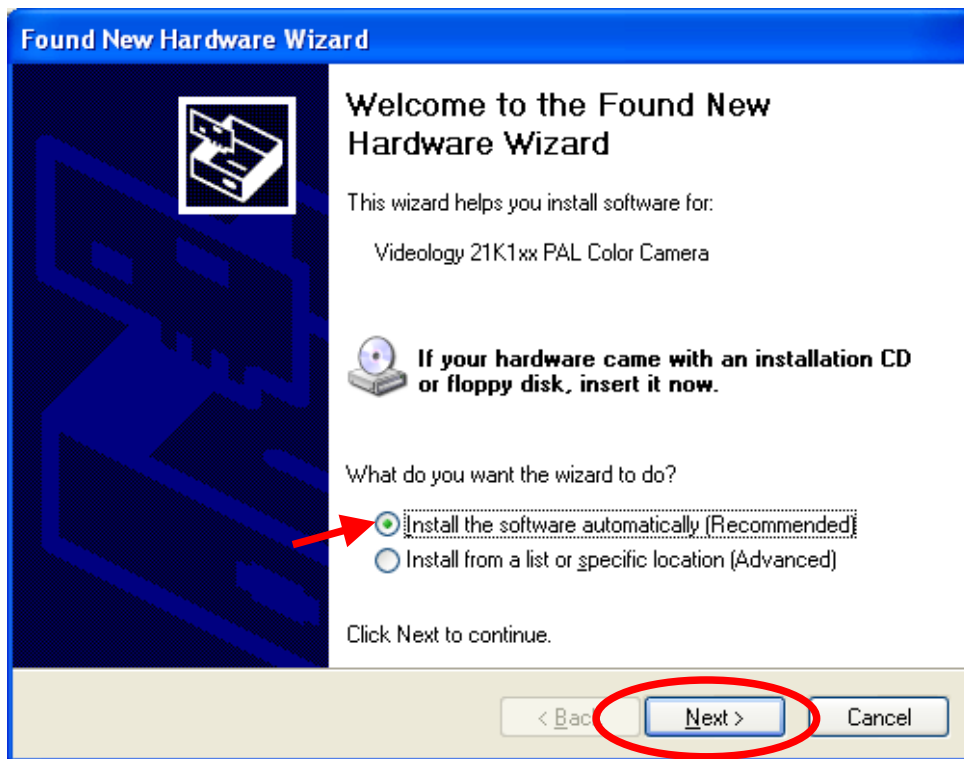 Found New Hardware Wizard
Welcome to the Found New
Hardware Wizard
This wizard helps you install software for:
Videology 21K1xx PAL Color Camera
If your hardware came with an installation CD
or floppy disk, insert it now.
What do you want the wizard to do?
Install the software automatically (Recommended)
Install from a list or specific location (Advanced)
Click Next to continue.
< Bac Next > Cancel